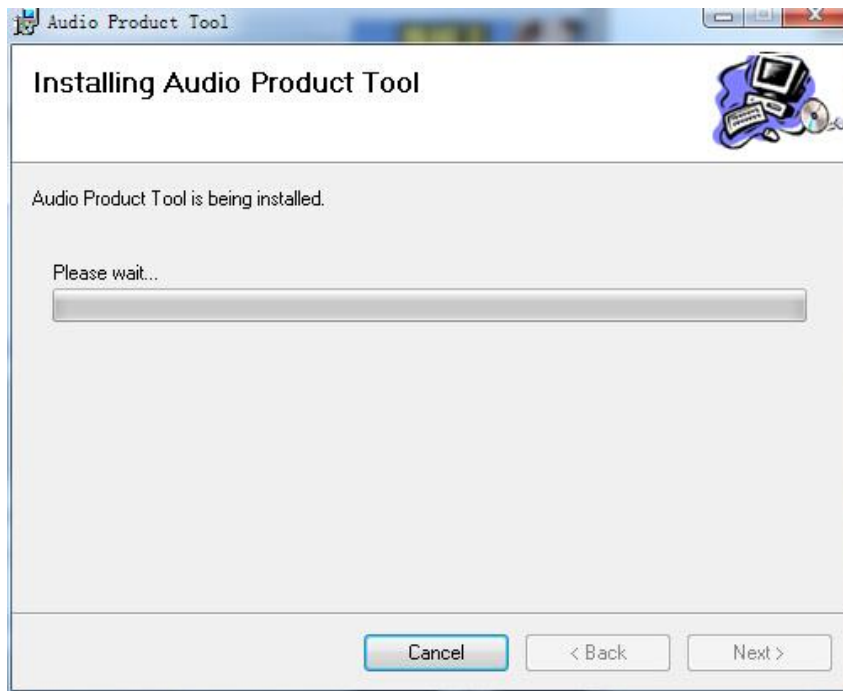 Audio Product Tool
Installing Audio Product Tool
Audio Product Tool is being installed.
Please wait...
Cancel
< Back
Next >